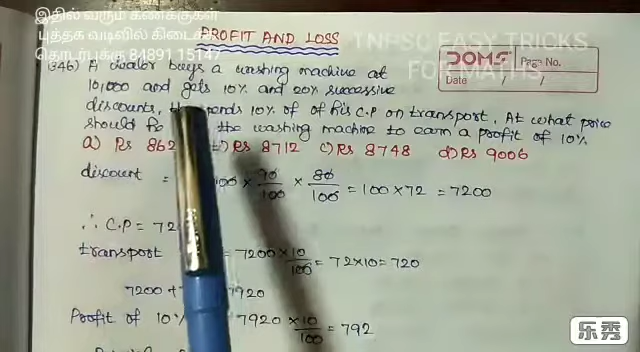 இதில் வரும் கணக்குகள்
புத்தக வடிவில் கிடைக்க
தொடர்புக்கு 84891 15147
PROFIT AND LOSS
TNPSC EASY TRICKS
FOR MATHS
DOMS
Page No.
Date / /
346) A dealer buys a washing machine at
10,000 and gets 10% and 20% successive
discounts, spends 10% of of his C.P on transport. At what price
should he the washing machine to earn a profit of 10%
a) Rs 862 b) Rs 8712 c) Rs 8748 d) Rs 9006
discount = 100 × 90/100 × 80/100 = 100 × 72 = 7200
∴ C.P = 72
transport = 7200 × 10/100 = 72 × 10 = 720
7200 + 7 7920
Profit of 10% 7920 × 10/100 = 792
乐秀